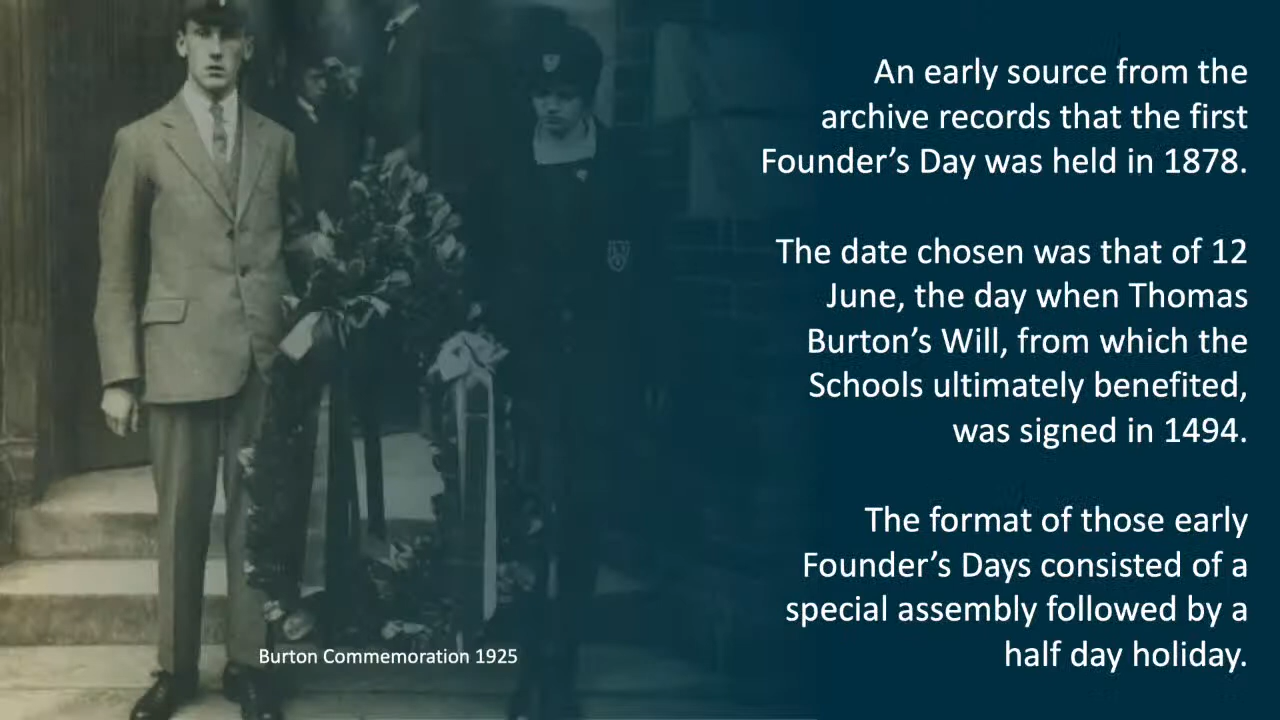 An early source from the
archive records that the first
Founder’s Day was held in 1878.
The date chosen was that of 12
June, the day when Thomas
Burton’s Will, from which the
Schools ultimately benefited,
was signed in 1494.
The format of those early
Founder’s Days consisted of a
special assembly followed by a
half day holiday.
Burton Commemoration 1925